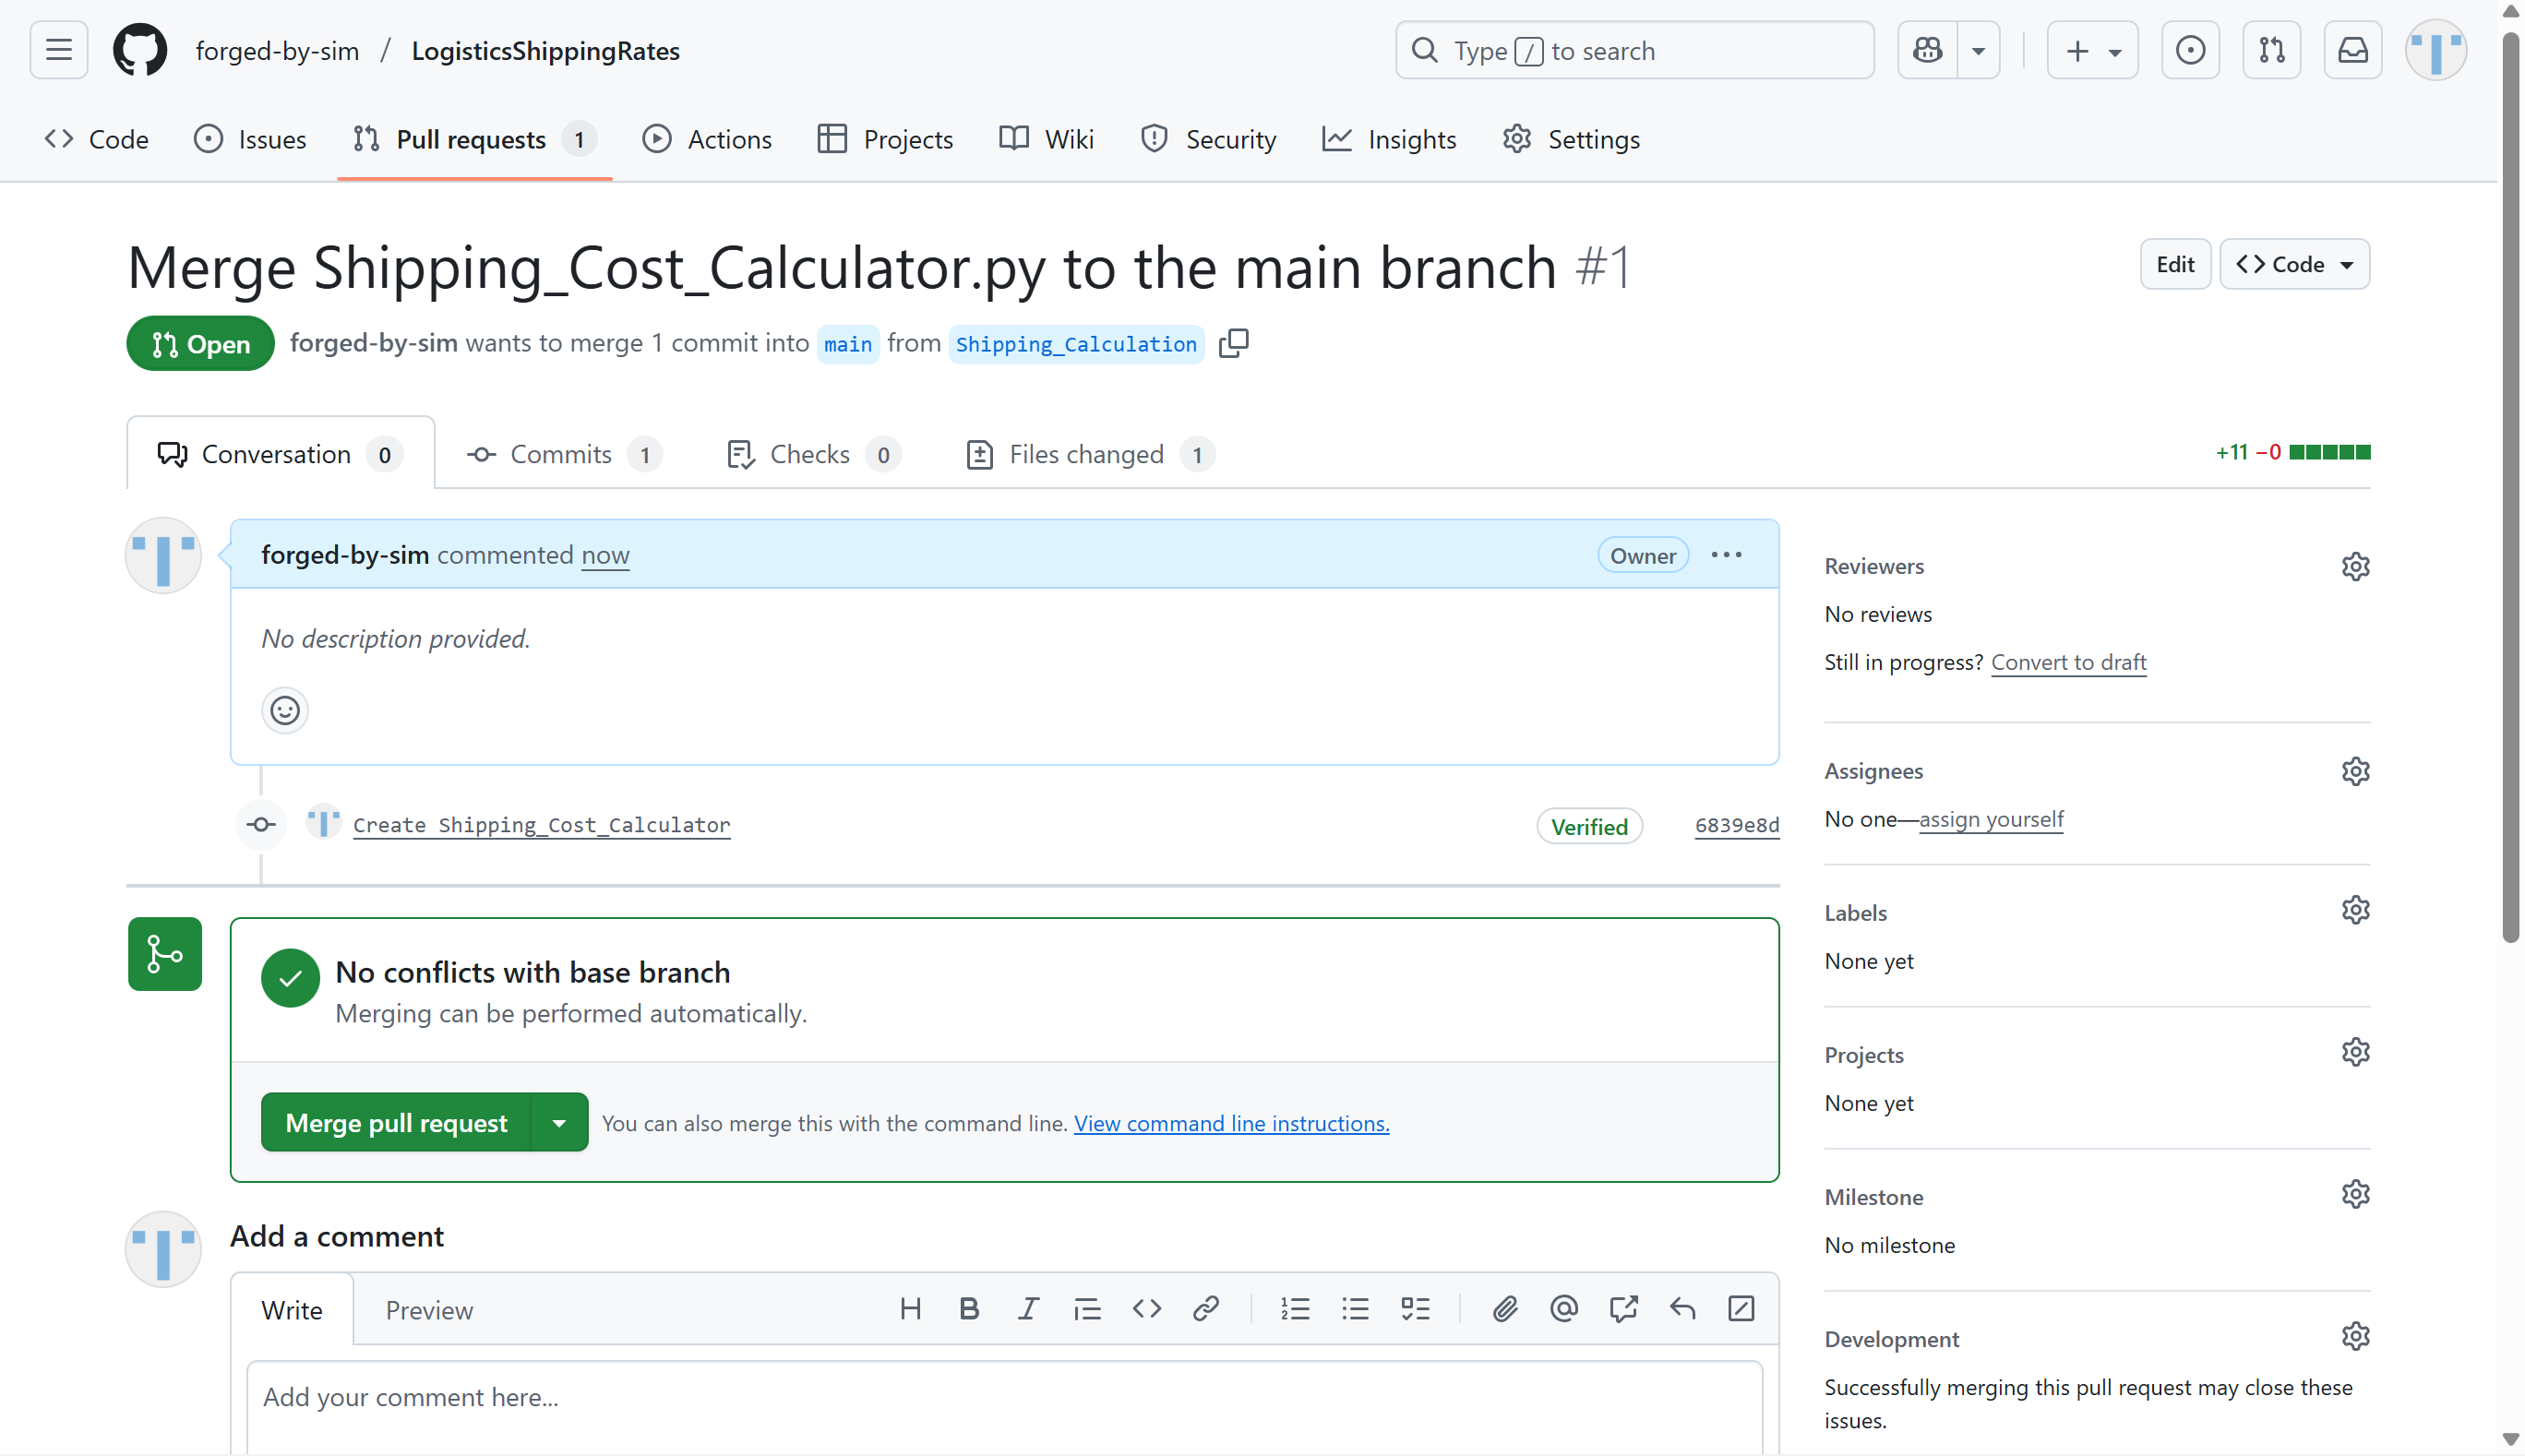 forged-by-sim / LogisticsShippingRates
Type / to search
Code
Issues
Pull requests 1
Actions
Projects
Wiki
Security
Insights
Settings
Merge Shipping_Cost_Calculator.py to the main branch #1
Edit
Code
Open
forged-by-sim wants to merge 1 commit into main from Shipping_Calculation
Conversation 0
Commits 1
Checks 0
Files changed 1
+11 −0
forged-by-sim commented now
Owner
No description provided.
Create Shipping_Cost_Calculator
Verified
6839e8d
No conflicts with base branch
Merging can be performed automatically.
Merge pull request
You can also merge this with the command line. View command line instructions.
Add a comment
Write
Preview
Add your comment here...
Reviewers
No reviews
Still in progress? Convert to draft
Assignees
No one—assign yourself
Labels
None yet
Projects
None yet
Milestone
No milestone
Development
Successfully merging this pull request may close these
issues.